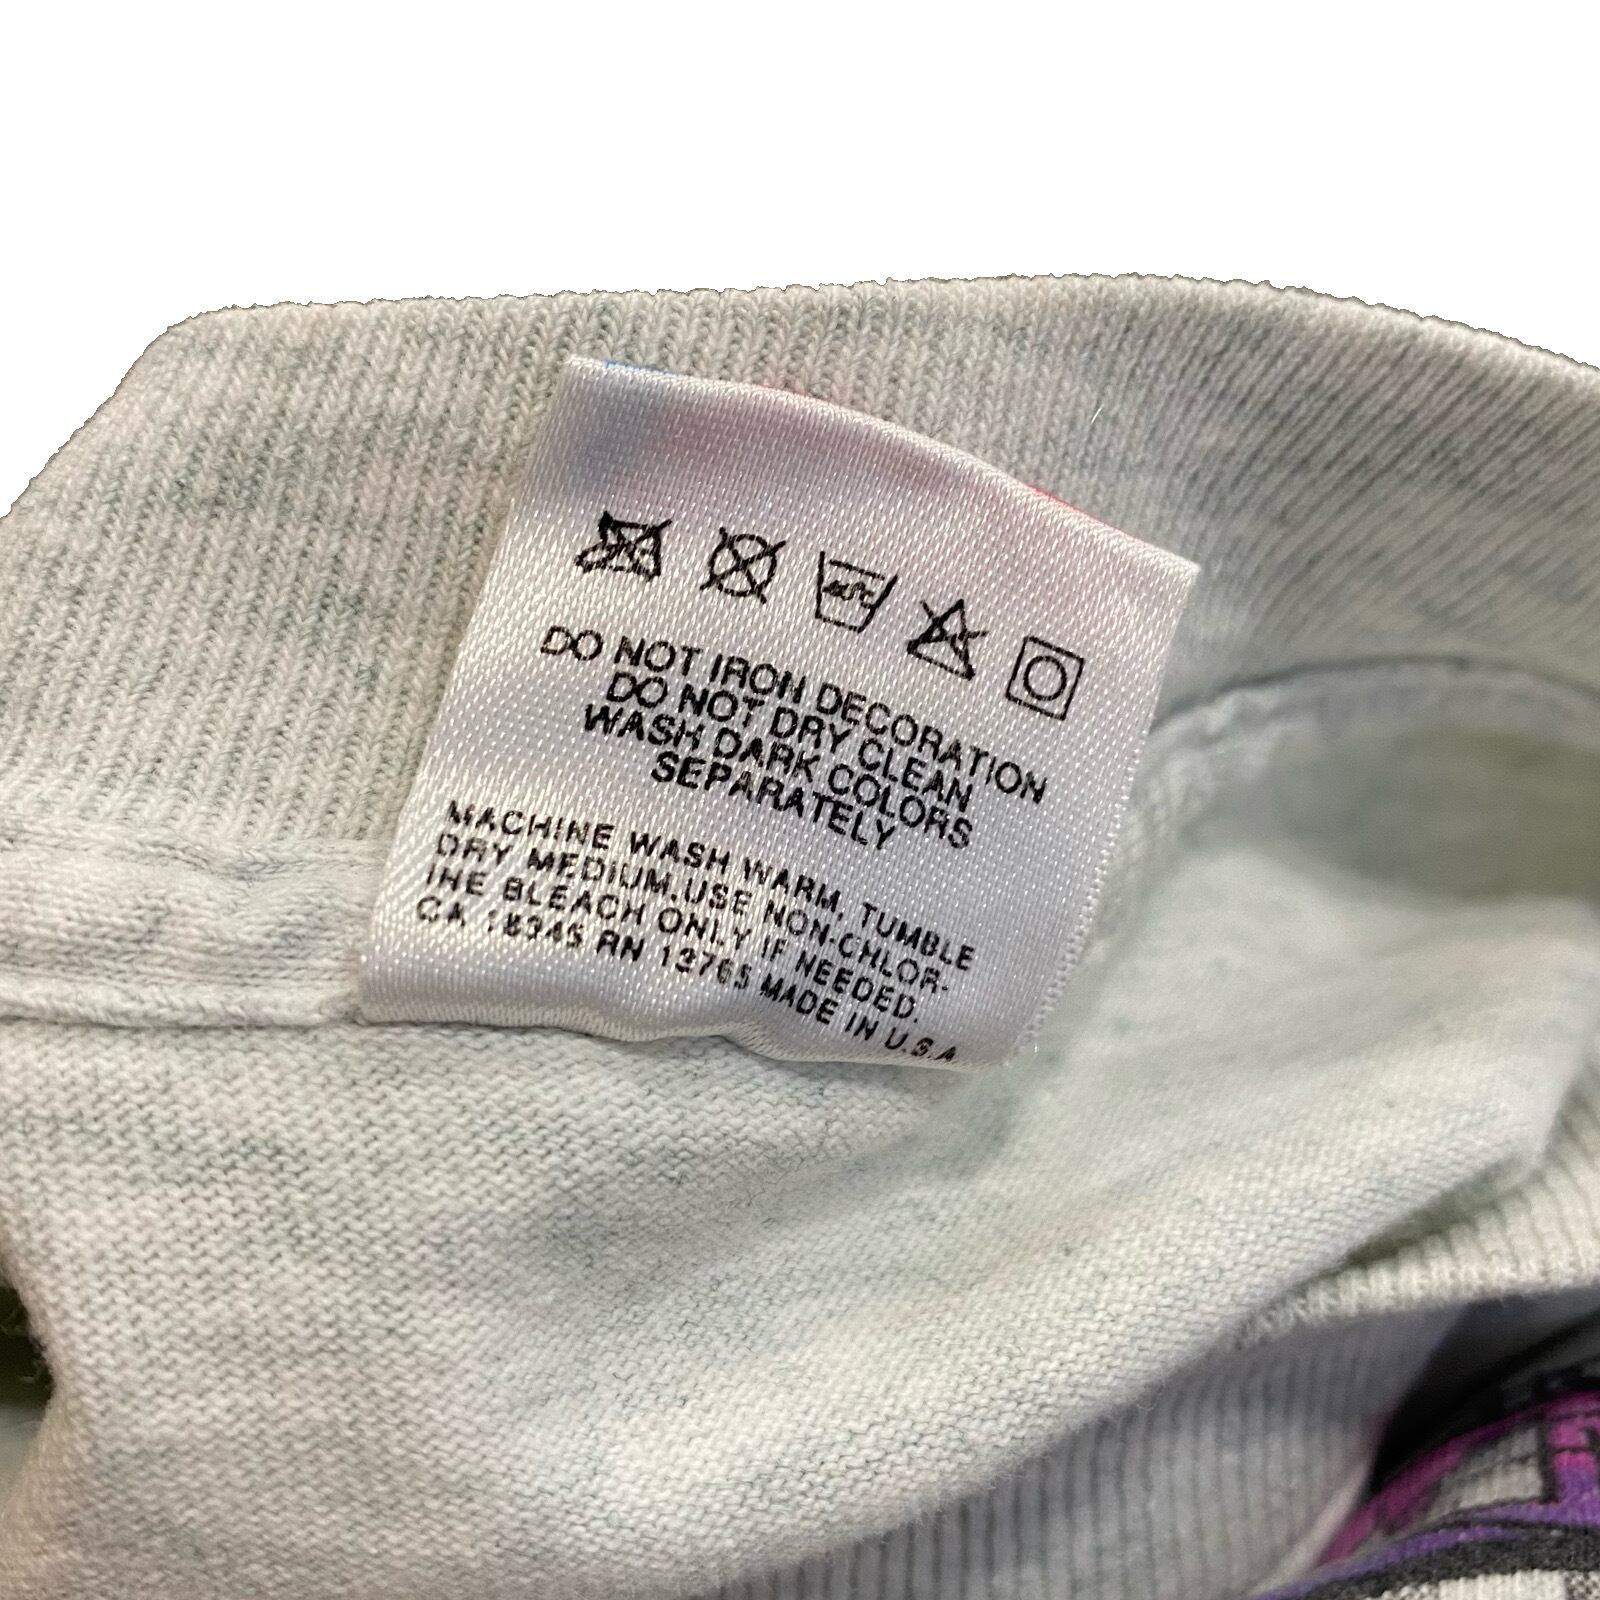 DO NOT IRON DECORATION
DO NOT DRY CLEAN
WASH DARK COLORS
SEPARATELY
MACHINE WASH WARM, TUMBLE
DRY MEDIUM.USE NON-CHLOR-
INE BLEACH ONLY IF NEEDED.
CA 18345 RN 13765 MADE IN U.S.A.